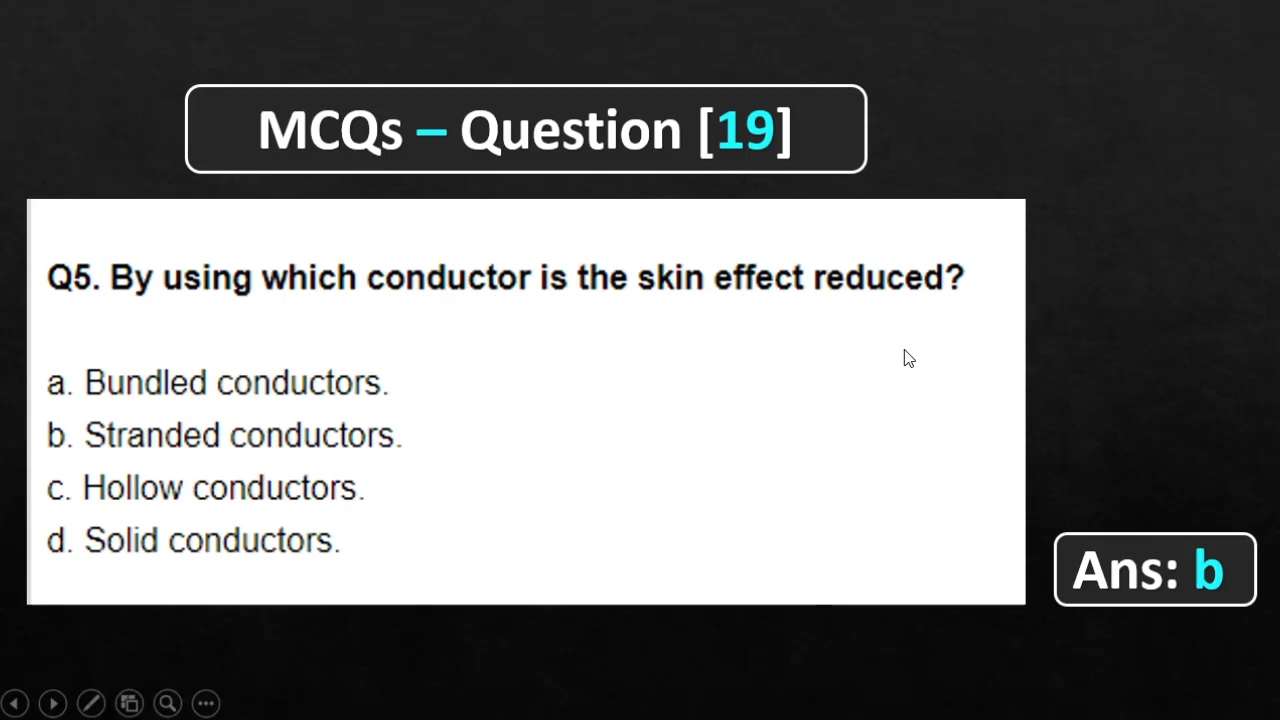 MCQs – Question [19]
Q5. By using which conductor is the skin effect reduced?
a. Bundled conductors.
b. Stranded conductors.
c. Hollow conductors.
d. Solid conductors.
Ans: b